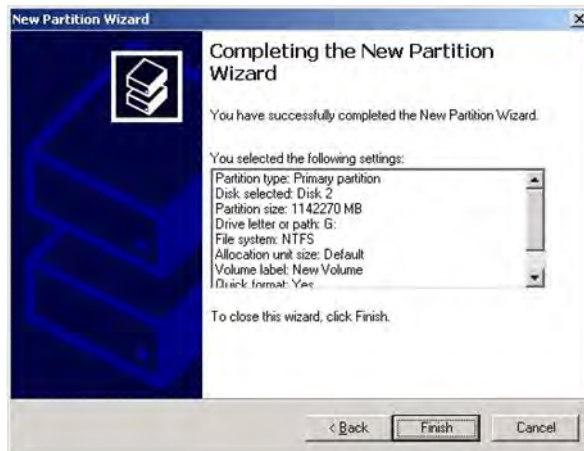 New Partition Wizard
Completing the New Partition
Wizard
You have successfully completed the New Partition Wizard.
You selected the following settings:
Partition type: Primary partition
Disk selected: Disk 2
Partition size: 1142270 MB
Drive letter or path: G:
File system: NTFS
Allocation unit size: Default
Volume label: New Volume
Quick format: Yes
To close this wizard, click Finish.
< Back
Finish
Cancel